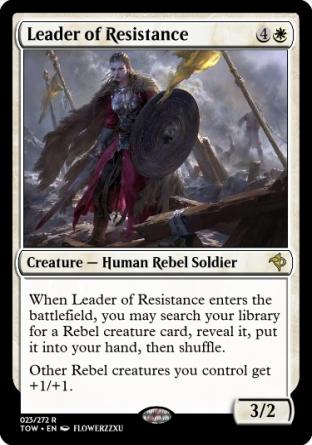 Leader of Resistance 4
Creature — Human Rebel Soldier
When Leader of Resistance enters the
battlefield, you may search your library
for a Rebel creature card, reveal it, put
it into your hand, then shuffle.
Other Rebel creatures you control get
+1/+1.
3/2
023/272 R
TOW • EN FLOWERZZXU